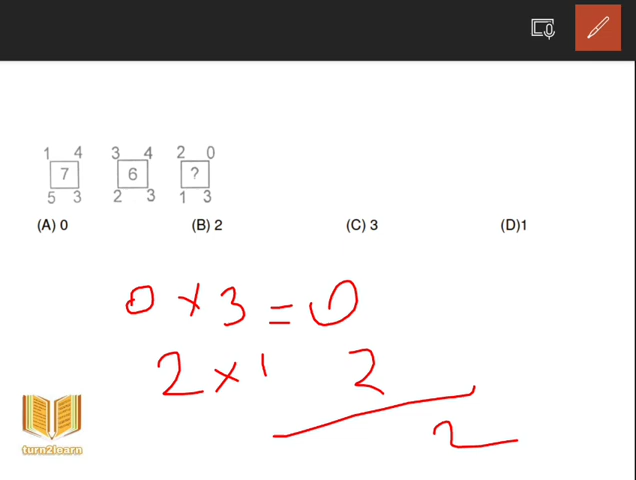 1 4 3 4 2 0
7 6 ?
5 3 2 3 1 3
(A) 0 (B) 2 (C) 3 (D)1
0 × 3 = 0
2 × 1 2
2
turn2learn